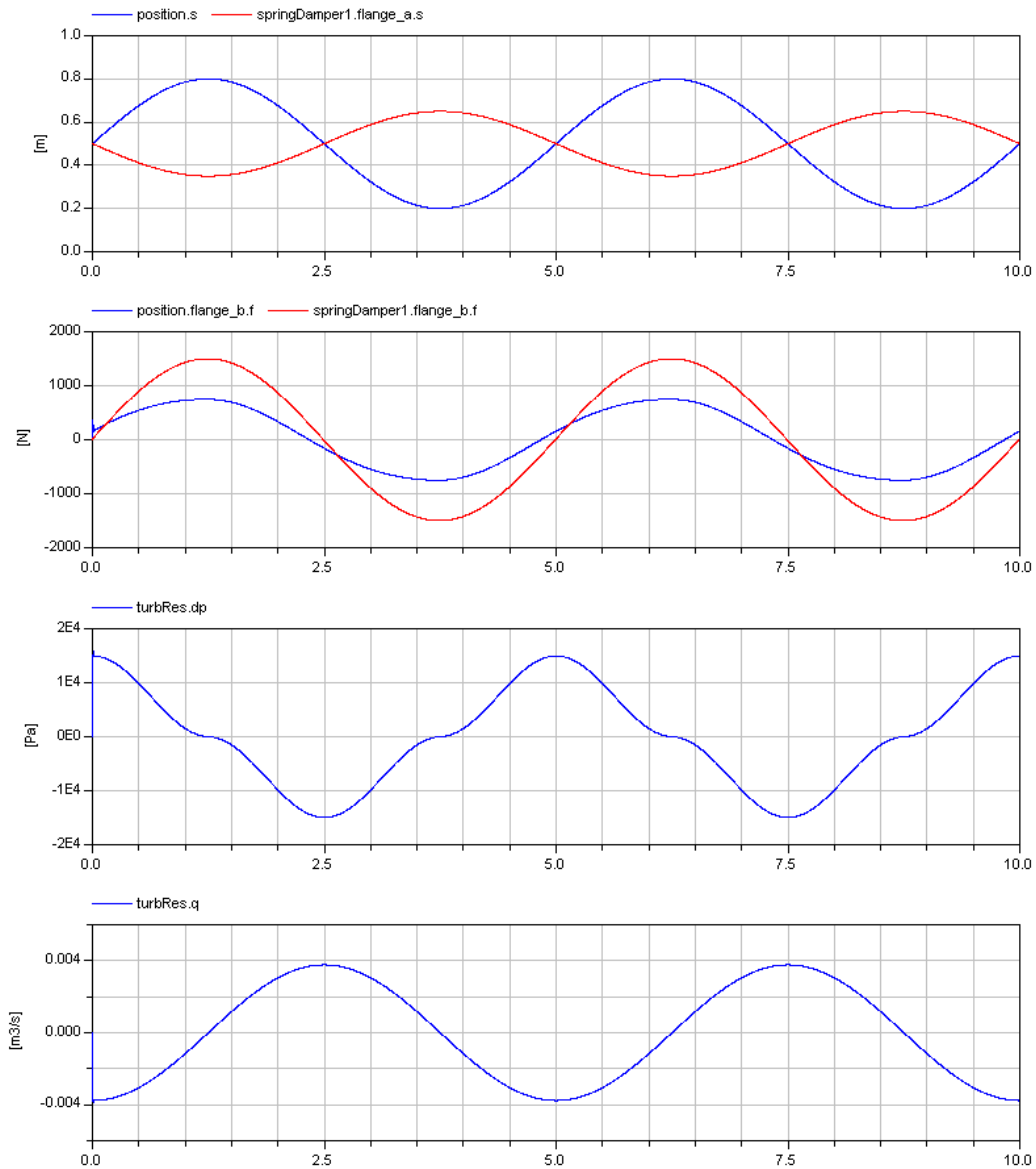 position.s springDamper1.flange_a.s
1.0
0.8
0.6
0.4
0.2
0.0
[m]
0.0 2.5 5.0 7.5 10.0
position.flange_b.f springDamper1.flange_b.f
2000
1000
0
-1000
-2000
[N]
0.0 2.5 5.0 7.5 10.0
turbRes.dp
2E4
1E4
0E0
-1E4
-2E4
[Pa]
0.0 2.5 5.0 7.5 10.0
turbRes.q
0.004
0.000
-0.004
[m3/s]
0.0 2.5 5.0 7.5 10.0